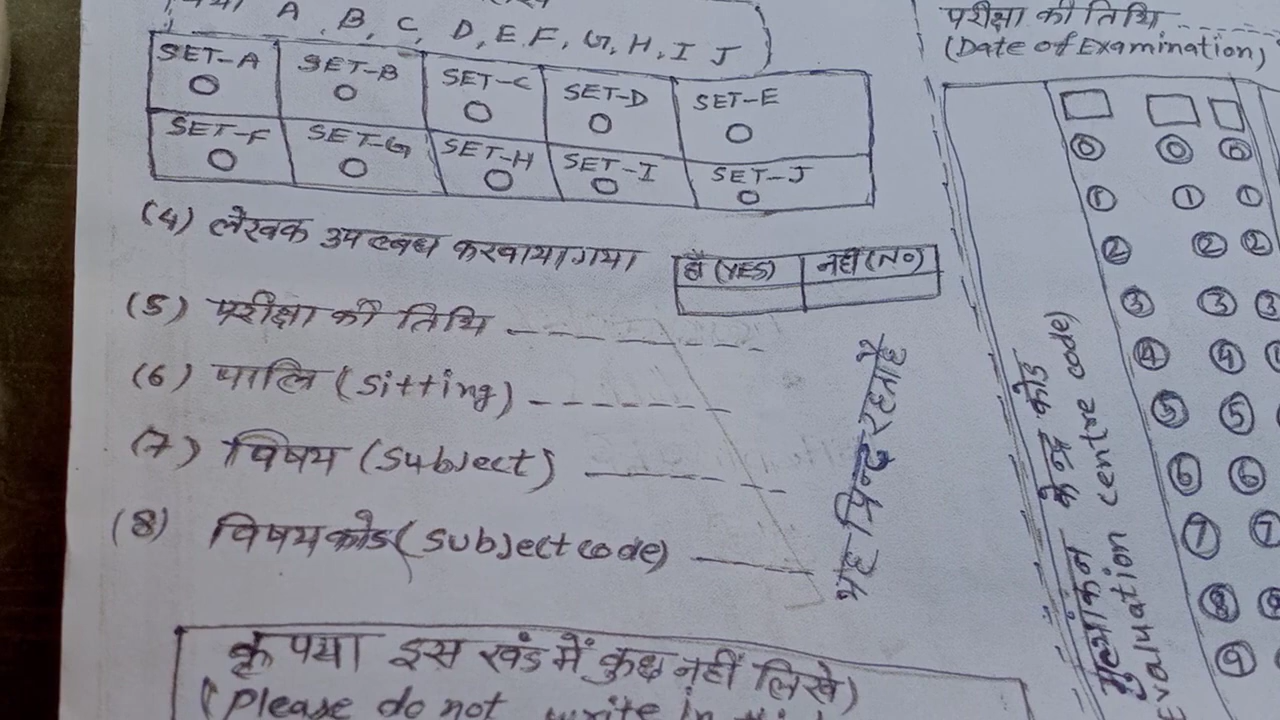 A, B, C, D, E, F, G, H, I J
SET-A SET-B SET-C SET-D SET-E
SET-F SET-G SET-H SET-I SET-J
(4) लेखक उपलब्ध करवाया गया
हाँ (YES) नहीं (NO)
(5) परीक्षा की तिथि
(6) पालि (sitting)
(7) विषय (Subject)
(8) विषय कोड (Subject code)
कृपया इस खंड में कुछ नहीं लिखे)
(Please do not write in
यह प्रिन्ट रहता है
परीक्षा की तिथि
(Date of Examination)
मुल्यांकन केन्द्र कोड
Evaluation centre code)
0 0 0
1 1 1
2 2 2
3 3 3
4 4
5 5
6 6
7 7
8 8
9